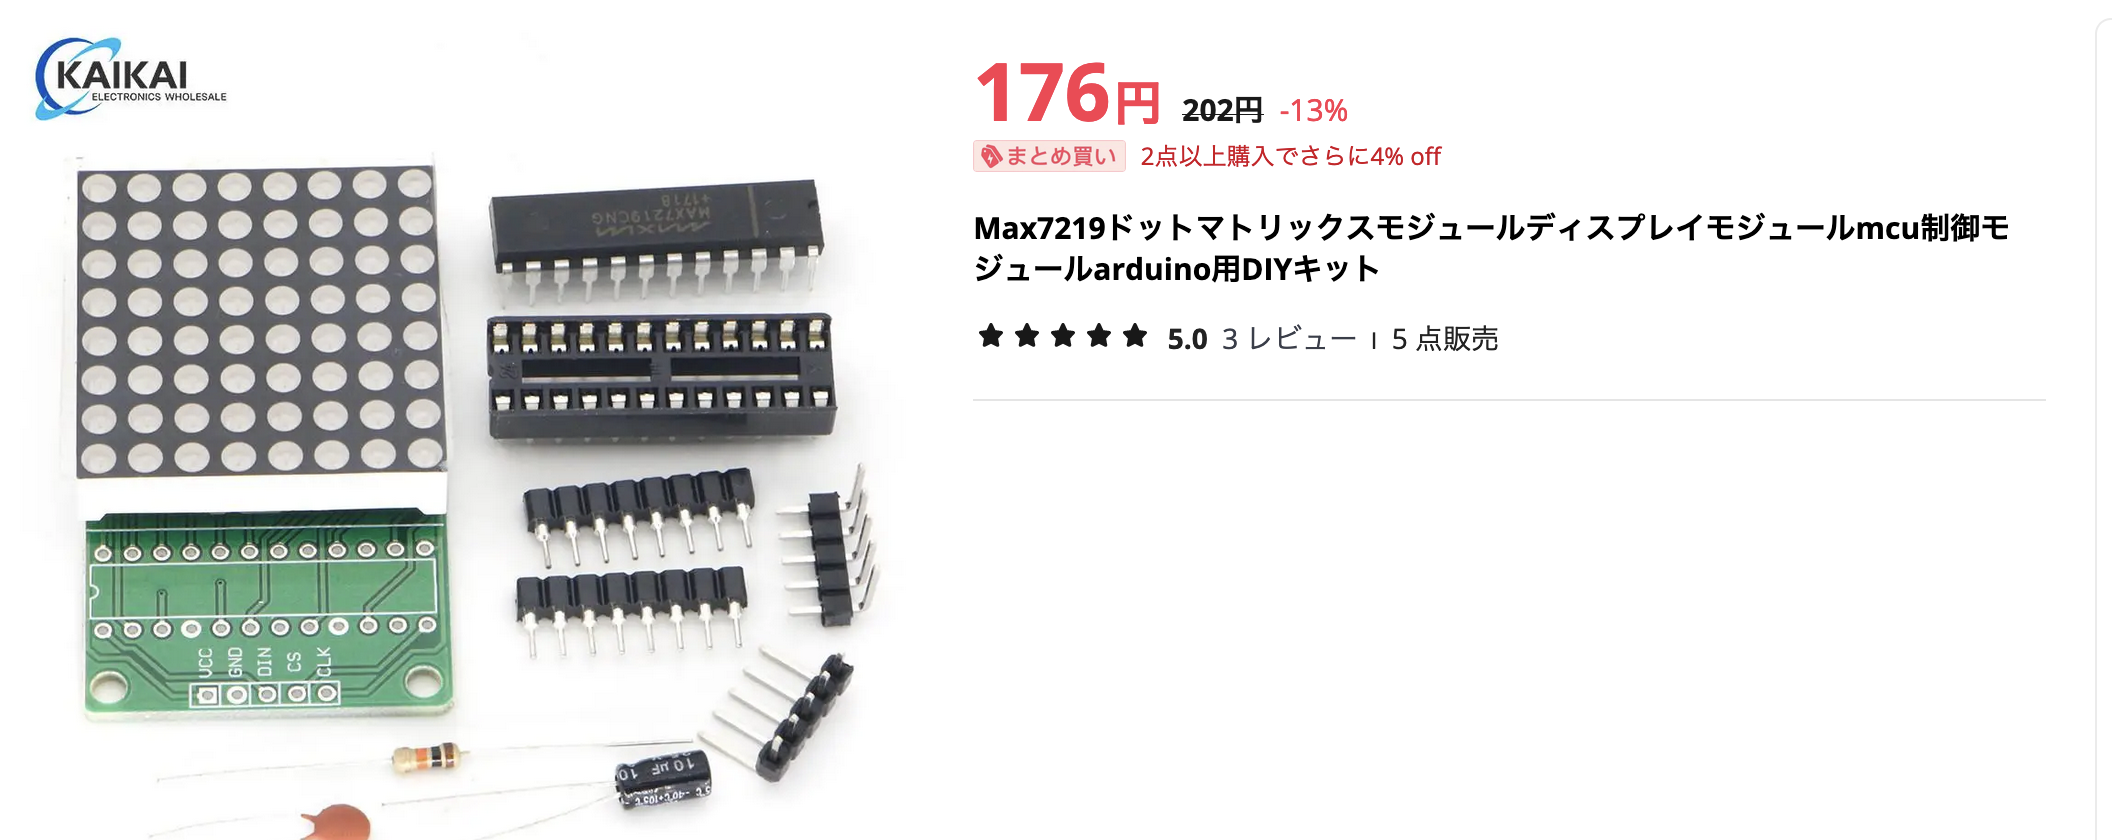 KAIKAI
ELECTRONICS WHOLESALE
176円 202円 -13%
まとめ買い 2点以上購入でさらに4% off
Max7219ドットマトリックスモジュールディスプレイモジュールmcu制御モ
ジュールarduino用DIYキット
5.0 3 レビュー 5 点販売
MAXIM
MAX7219CNG
+1718
VCC
GND
DIN
CS
CLK
10µF 10